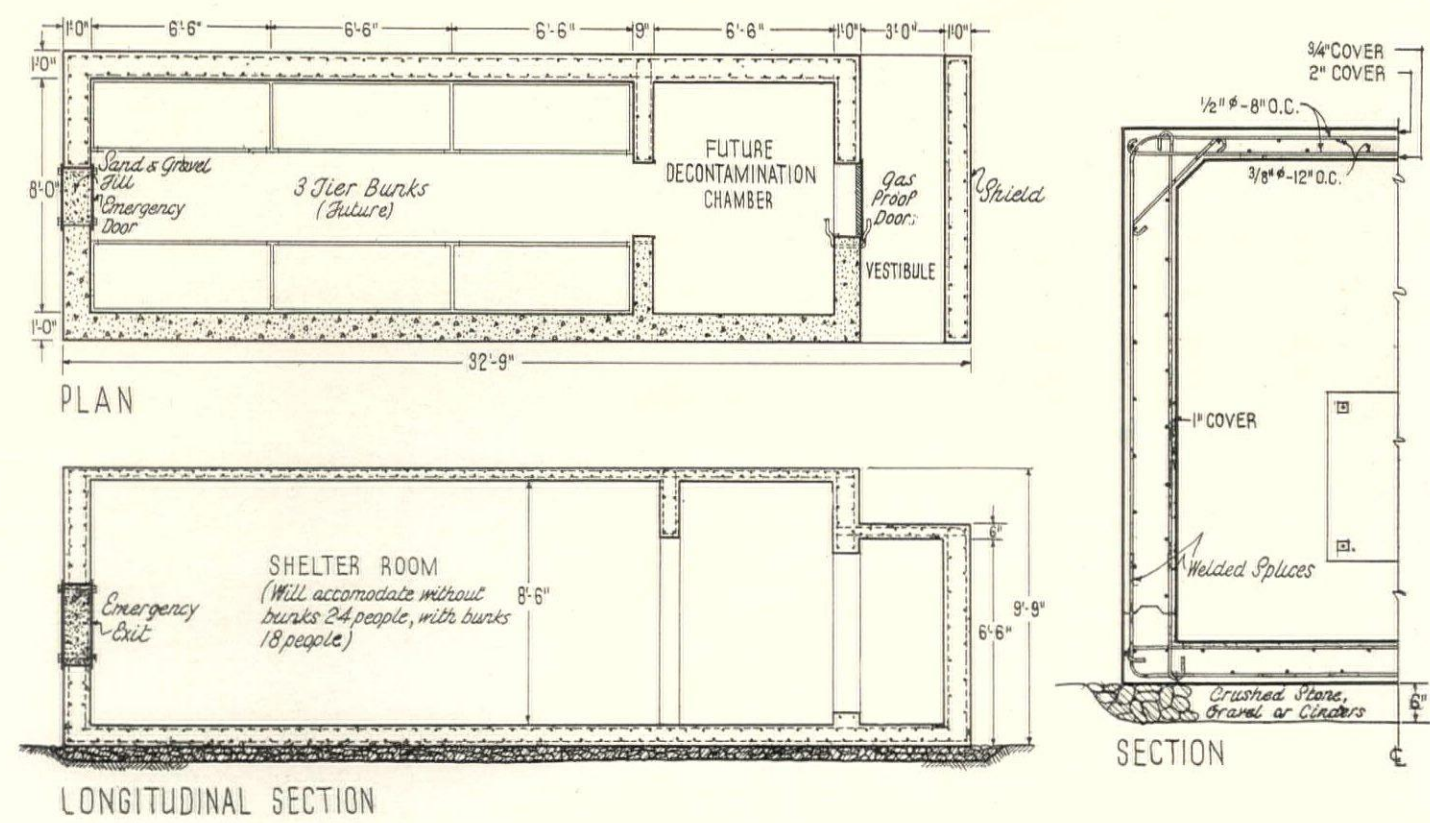 1'0" 6'-6" 6'-6" 6'-6" 9" 6'-6" 1'0" 3'0" 1'0"
1'0"
8'-0"
1'-0"
Sand & Gravel
Fill
Emergency
Door
3 Tier Bunks
(Future)
FUTURE
DECONTAMINATION
CHAMBER
Gas
Proof
Doors
VESTIBULE
Shield
32'-9"
PLAN
SHELTER ROOM
(Will accomodate without
bunks 24 people, with bunks
18 people)
Emergency
Exit
8'-6"
6"
6'-6"
9'-9"
LONGITUDINAL SECTION
3/4" COVER
2" COVER
1/2" φ-8" O.C.
3/8" φ-12" O.C.
1" COVER
Welded Splices
Crushed Stone,
Gravel or Cinders
6"
SECTION
℄